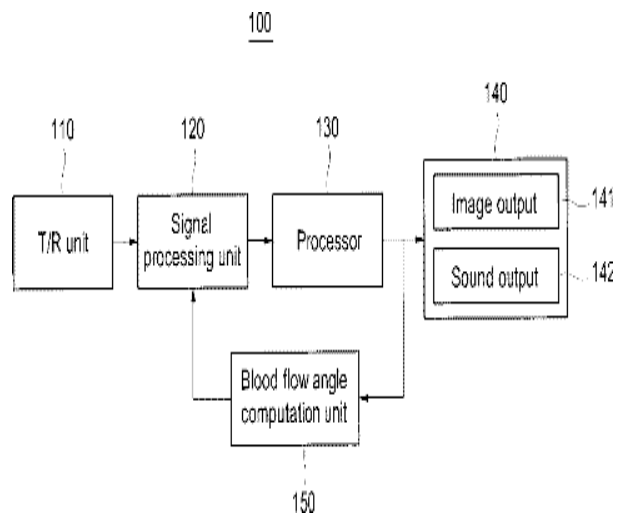 100
110
120
130
140
T/R unit
Signal
processing unit
Processor
Image output
141
Sound output
142
Blood flow angle
computation unit
150